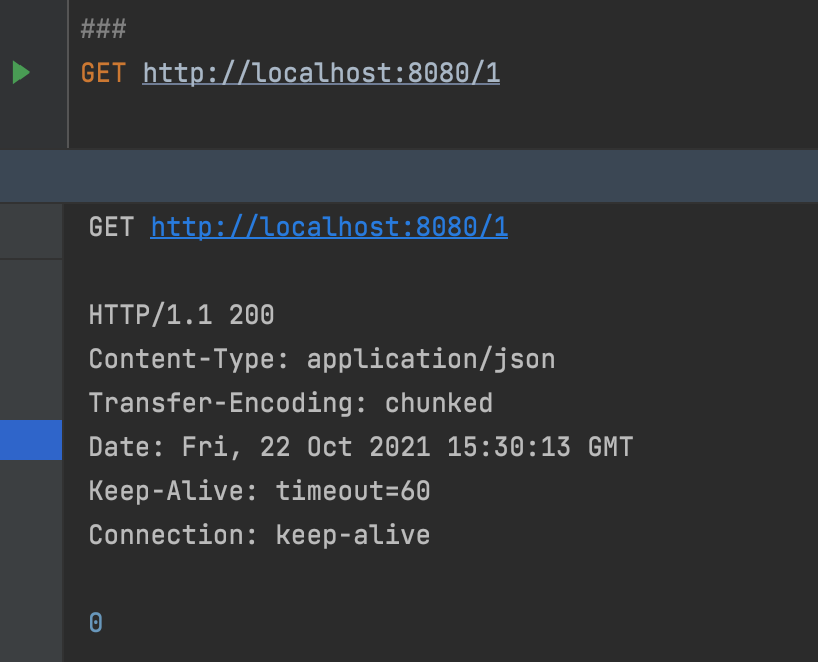 ###
GET http://localhost:8080/1
GET http://localhost:8080/1
HTTP/1.1 200
Content-Type: application/json
Transfer-Encoding: chunked
Date: Fri, 22 Oct 2021 15:30:13 GMT
Keep-Alive: timeout=60
Connection: keep-alive
0